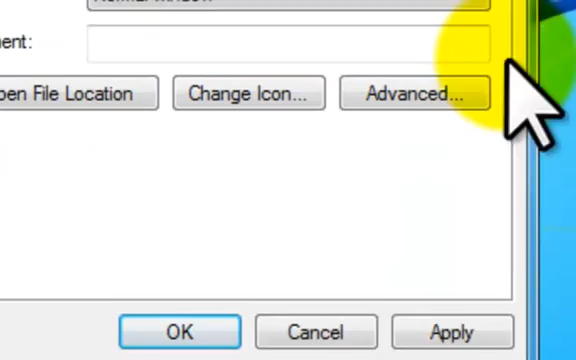 ment:
pen File Location
Change Icon...
Advanced...
OK
Cancel
Apply